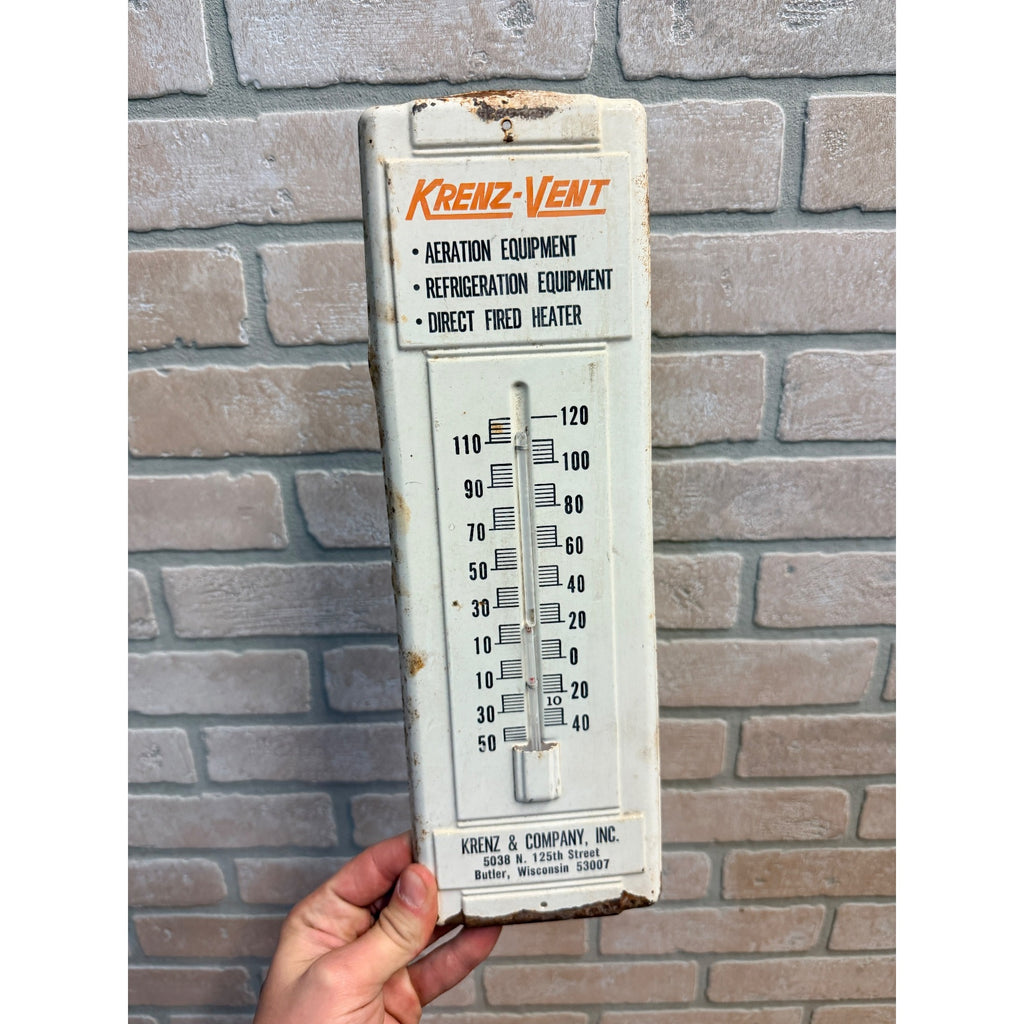 KRENZ-VENT
• AERATION EQUIPMENT
• REFRIGERATION EQUIPMENT
• DIRECT FIRED HEATER
120
110
100
90
80
70
60
50
40
30
20
10
0
10
20
10
30
40
50
KRENZ & COMPANY, INC.
5038 N. 125th Street
Butler, Wisconsin 53007